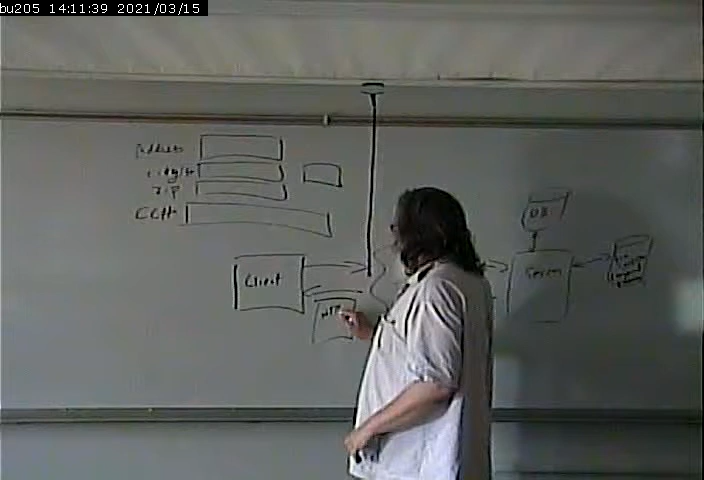 bu205 14:11:39 2021/03/15
Address
city/st
ZIP
CC#
DB
Client
Server